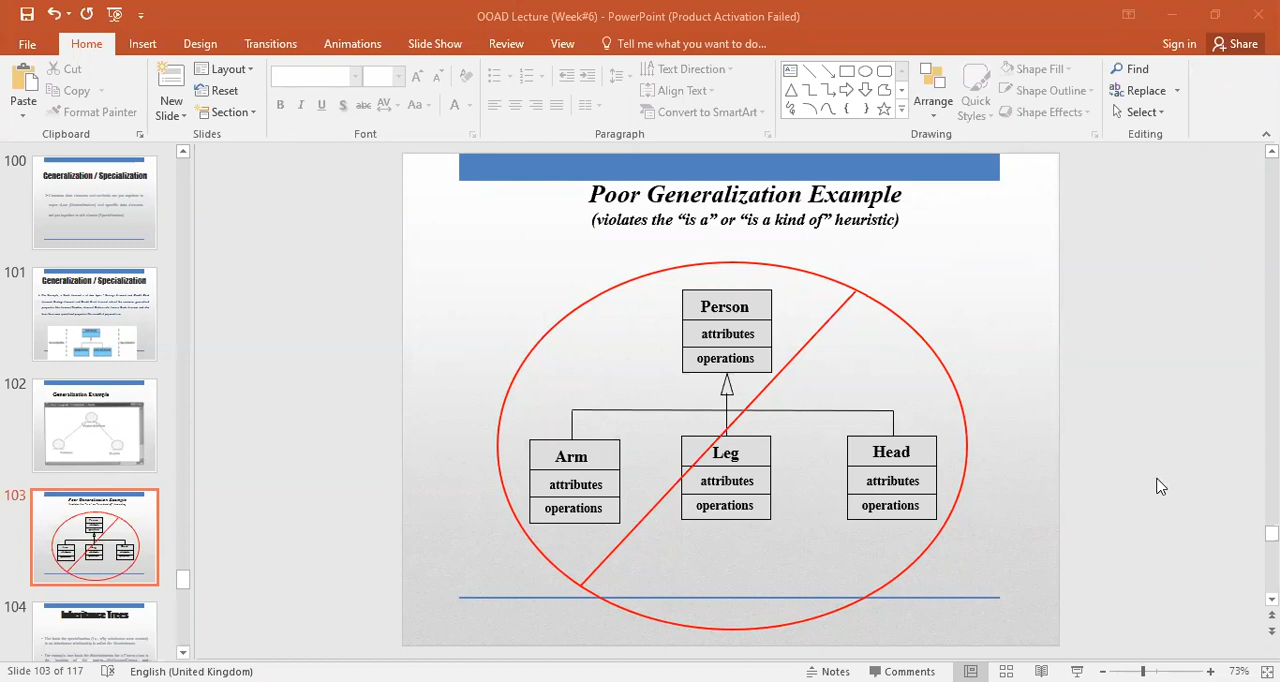 OOAD Lecture (Week#6) - PowerPoint (Product Activation Failed)
File Home Insert Design Transitions Animations Slide Show Review View Tell me what you want to do... Sign in Share
Paste
Cut
Copy
Format Painter
Clipboard
New Slide
Layout
Reset
Section
Slides
B I U S abc AV Aa A
Font
Text Direction
Align Text
Convert to SmartArt
Paragraph
Arrange
Quick Styles
Shape Fill
Shape Outline
Shape Effects
Drawing
Find
Replace
Select
Editing
100
Generalization / Specialization
101
Generalization / Specialization
102
Generalization Example
103
Poor Generalization Example
104
Inheritance Trees
Poor Generalization Example
(violates the “is a” or “is a kind of” heuristic)
Person
attributes
operations
Arm
attributes
operations
Leg
attributes
operations
Head
attributes
operations
Slide 103 of 117 English (United Kingdom) Notes Comments 73%